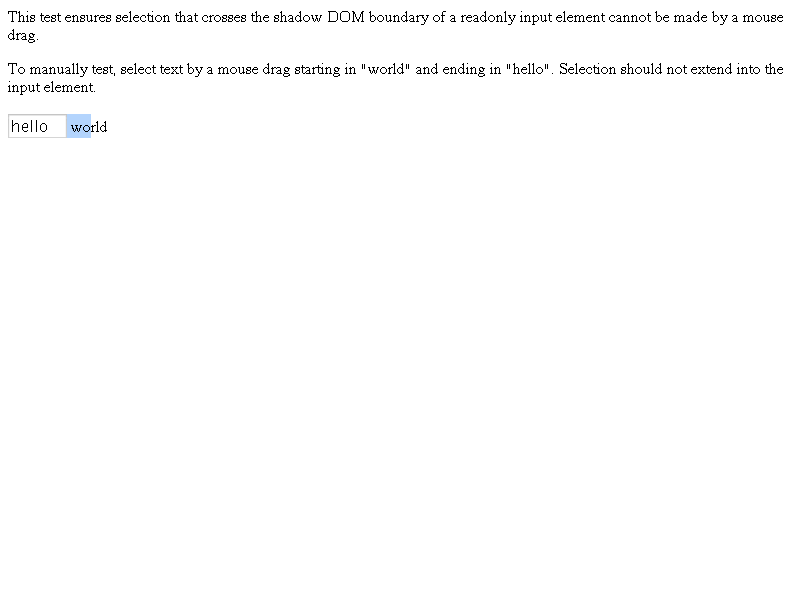 This test ensures selection that crosses the shadow DOM boundary of a readonly input element cannot be made by a mouse
drag.
To manually test, select text by a mouse drag starting in "world" and ending in "hello". Selection should not extend into the
input element.
hello world